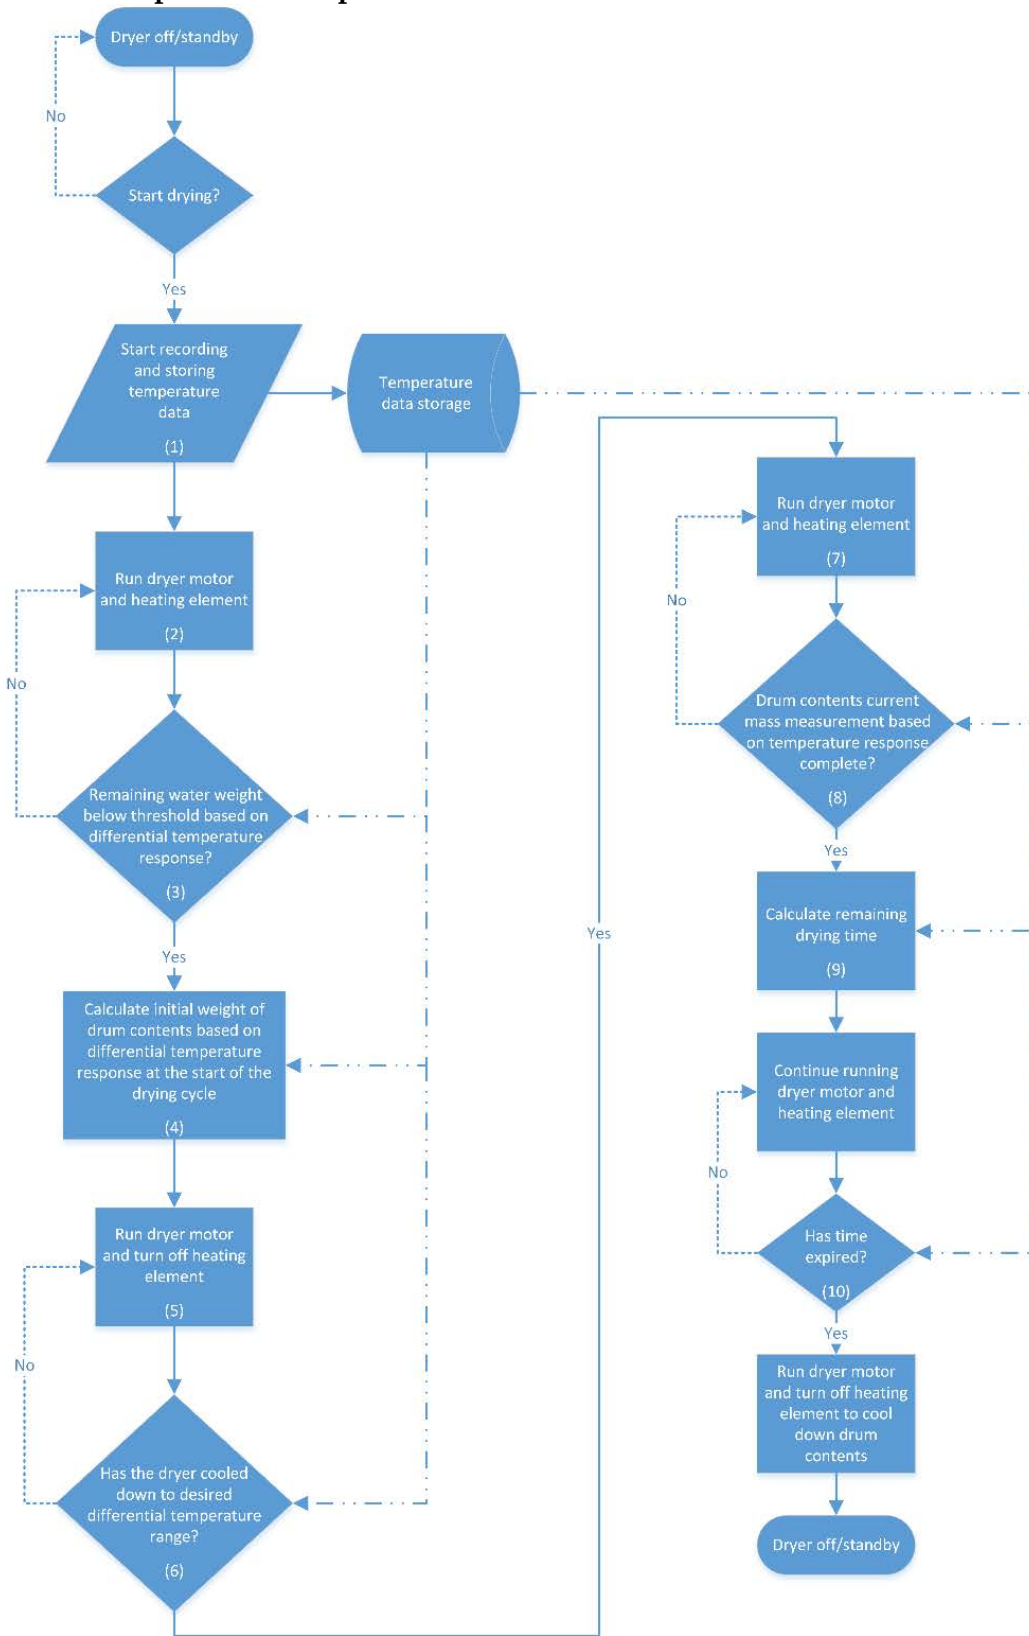 Dryer off/standby
No
Start drying?
Yes
Start recording
and storing
temperature
data
(1)
Temperature
data storage
Run dryer motor
and heating element
(2)
No
Remaining water weight
below threshold based on
differential temperature
response?
(3)
Yes
Calculate initial weight of
drum contents based on
differential temperature
response at the start of the
drying cycle
(4)
Run dryer motor
and turn off heating
element
(5)
No
Has the dryer cooled
down to desired
differential temperature
range?
(6)
Yes
Run dryer motor
and heating element
(7)
No
Drum contents current
mass measurement based
on temperature response
complete?
(8)
Yes
Calculate remaining
drying time
(9)
Continue running
dryer motor and
heating element
No
Has time
expired?
(10)
Yes
Run dryer motor
and turn off heating
element to cool
down drum
contents
Dryer off/standby